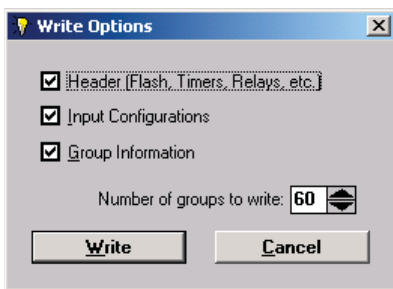 Write Options
Header (Flash, Timers, Relays, etc.)
Input Configurations
Group Information
Number of groups to write: 60
Write Cancel